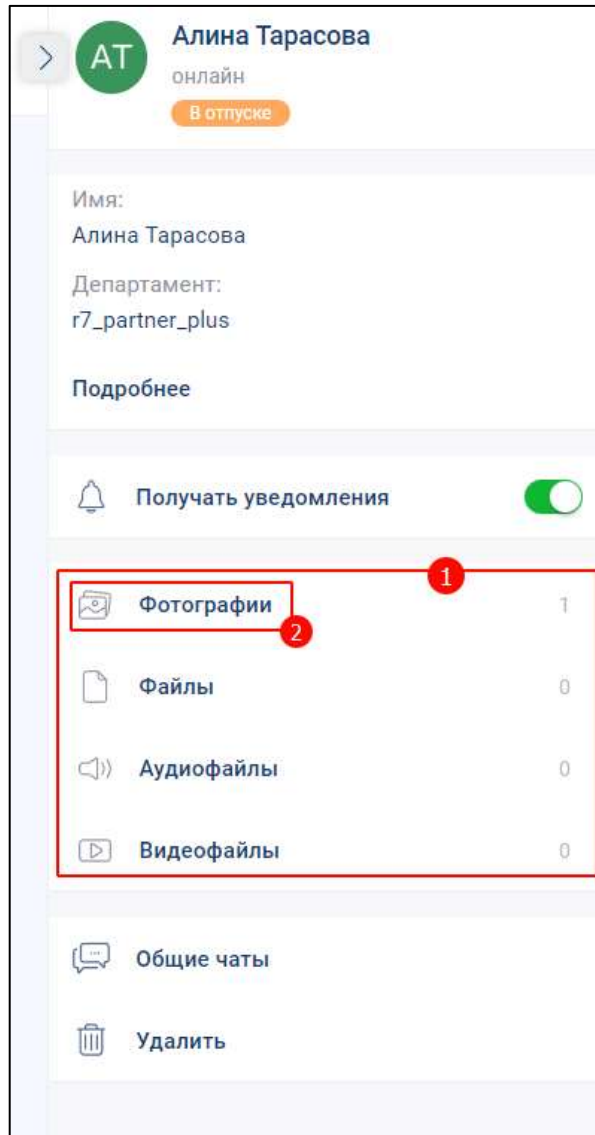 АТ
Алина Тарасова
онлайн
В отпуске
Имя:
Алина Тарасова
Департамент:
r7_partner_plus
Подробнее
Получать уведомления
1
Фотографии 1
2
Файлы 0
Аудиофайлы 0
Видеофайлы 0
Общие чаты
Удалить